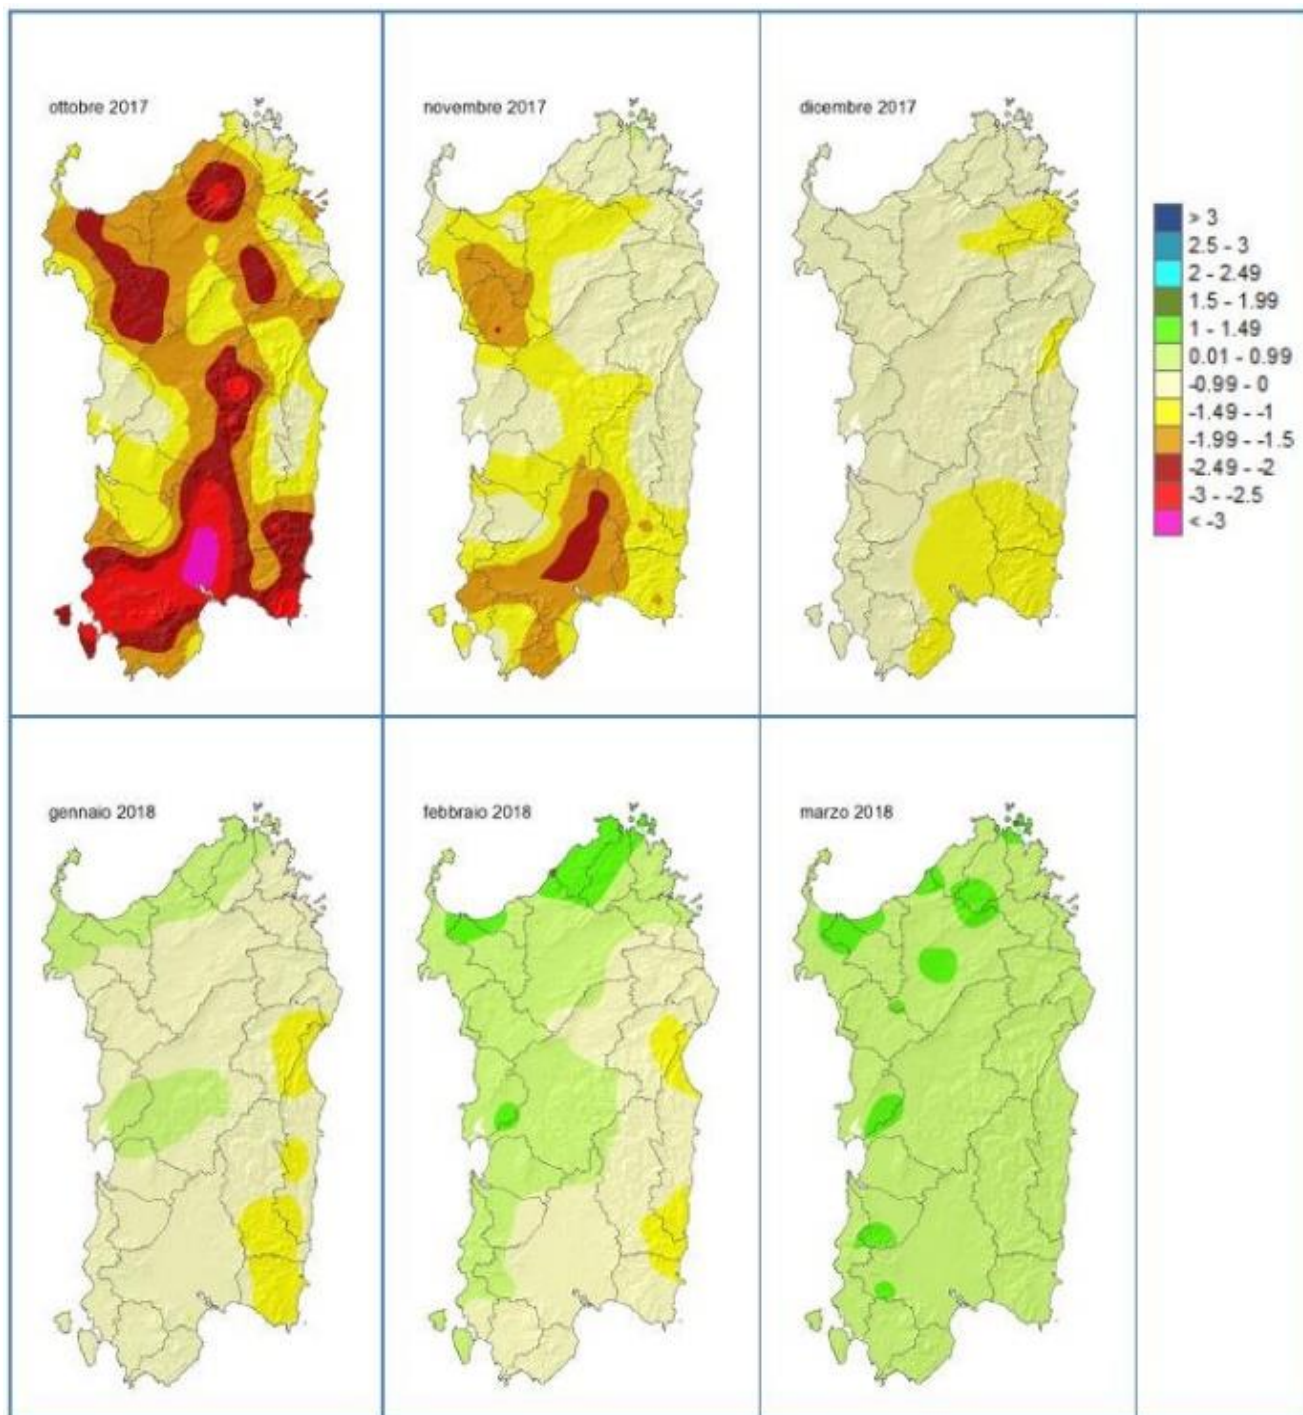 ottobre 2017
novembre 2017
dicembre 2017
> 3
2.5 - 3
2 - 2.49
1.5 - 1.99
1 - 1.49
0.01 - 0.99
-0.99 - 0
-1.49 - -1
-1.99 - -1.5
-2.49 - -2
-3 - -2.5
< -3
gennaio 2018
febbraio 2018
marzo 2018